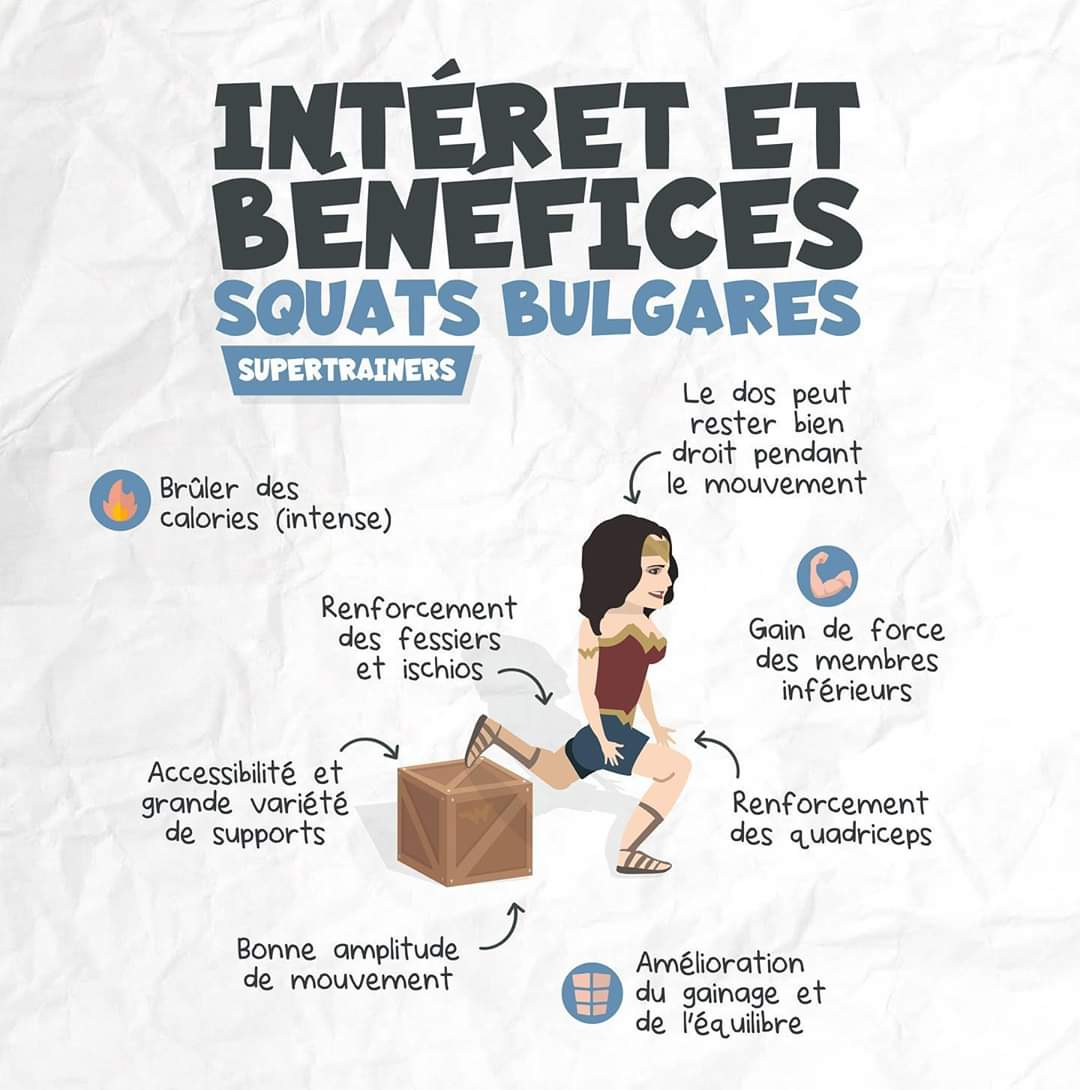 INTÉRET ET
BÉNÉFICES
SQUATS BULGARES
SUPERTRAINERS
Le dos peut
rester bien
droit pendant
le mouvement
Brûler des
calories (intense)
Renforcement
des fessiers
et ischios
Gain de force
des membres
inférieurs
Accessibilité et
grande variété
de supports
Renforcement
des quadriceps
Bonne amplitude
de mouvement
Amélioration
du gainage et
de l'équilibre